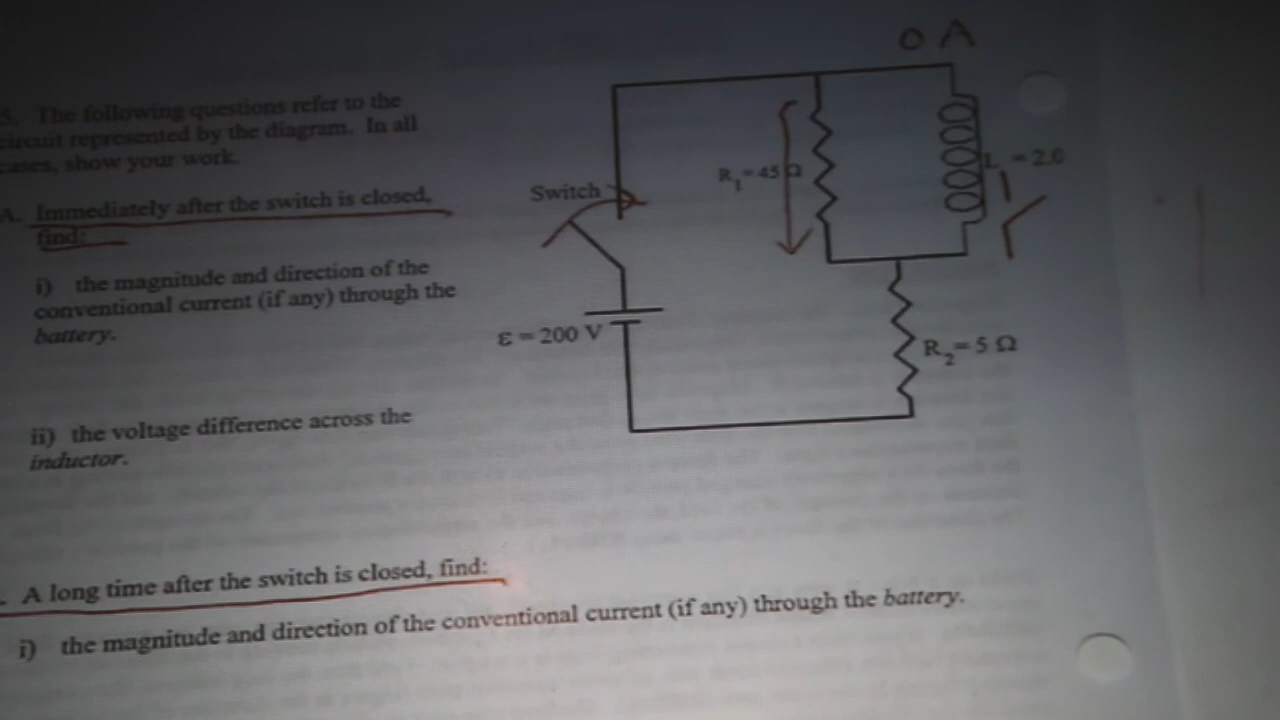 5. The following questions refer to the
circuit represented by the diagram. In all
cases, show your work.
A. Immediately after the switch is closed,
find:
i) the magnitude and direction of the
conventional current (if any) through the
battery.
ii) the voltage difference across the
inductor.
0 A
Switch
R1=45 Ω
L =2.0
ε = 200 V
R2=5 Ω
A long time after the switch is closed, find:
i) the magnitude and direction of the conventional current (if any) through the battery.